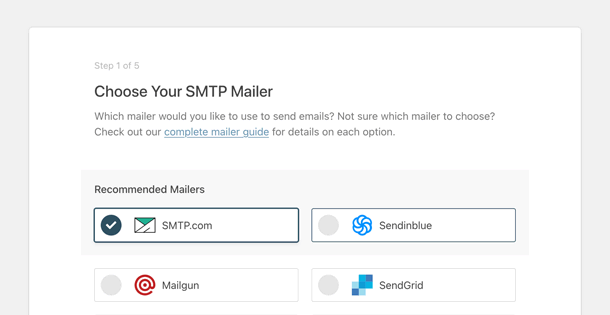 Step 1 of 5
Choose Your SMTP Mailer
Which mailer would you like to use to send emails? Not sure which mailer to choose?
Check out our complete mailer guide for details on each option.
Recommended Mailers
SMTP.com
Sendinblue
Mailgun
SendGrid